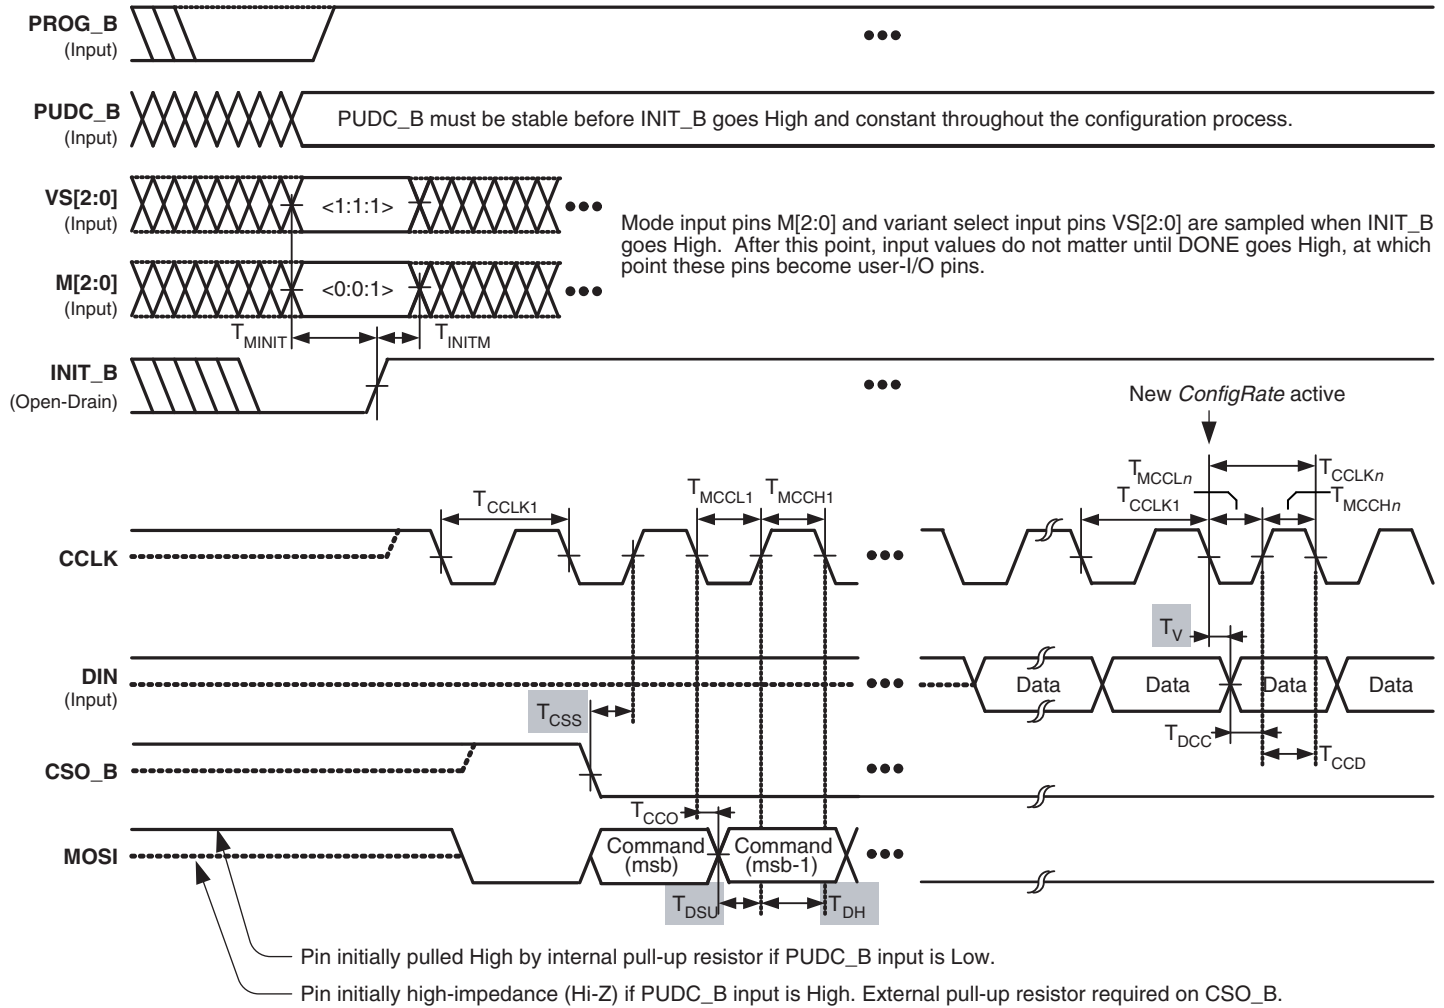 PROG_B
(Input)
PUDC_B
(Input)
PUDC_B must be stable before INIT_B goes High and constant throughout the configuration process.
VS[2:0]
(Input)
<1:1:1>
Mode input pins M[2:0] and variant select input pins VS[2:0] are sampled when INIT_B
goes High. After this point, input values do not matter until DONE goes High, at which
point these pins become user-I/O pins.
M[2:0]
(Input)
<0:0:1>
TMINIT
TINITM
INIT_B
(Open-Drain)
New ConfigRate active
TMCCLn
TCCLKn
TCCLK1
TMCCL1
TMCCH1
TCCLK1
TMCCHn
CCLK
TV
DIN
(Input)
Data
Data
Data
Data
TCSS
TDCC
TCCD
CSO_B
TCCO
MOSI
Command
(msb)
Command
(msb-1)
TDSU
TDH
Pin initially pulled High by internal pull-up resistor if PUDC_B input is Low.
Pin initially high-impedance (Hi-Z) if PUDC_B input is High. External pull-up resistor required on CSO_B.